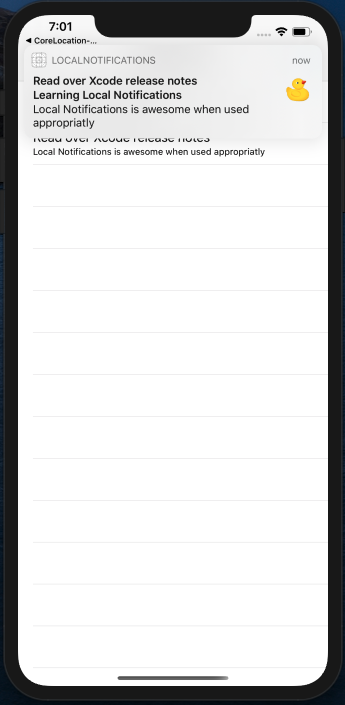 7:01
◀ CoreLocation-...
LOCALNOTIFICATIONS now
Read over Xcode release notes
Learning Local Notifications
Local Notifications is awesome when used
appropriatly
Read over Xcode release notes
Local Notifications is awesome when used appropriatly